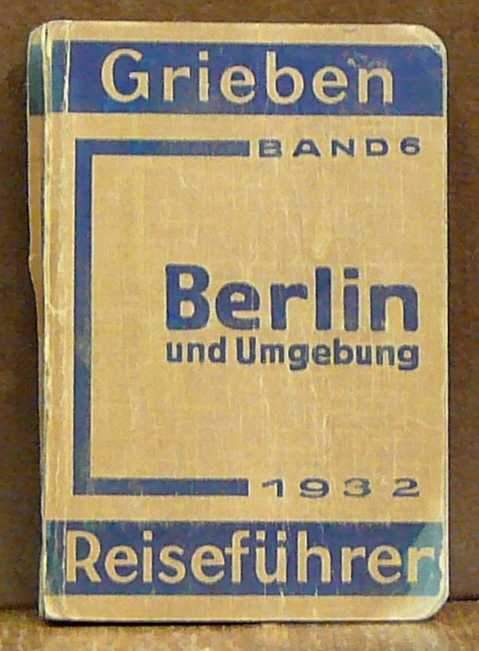 Grieben
BAND 6
Berlin
und Umgebung
1932
Reiseführer